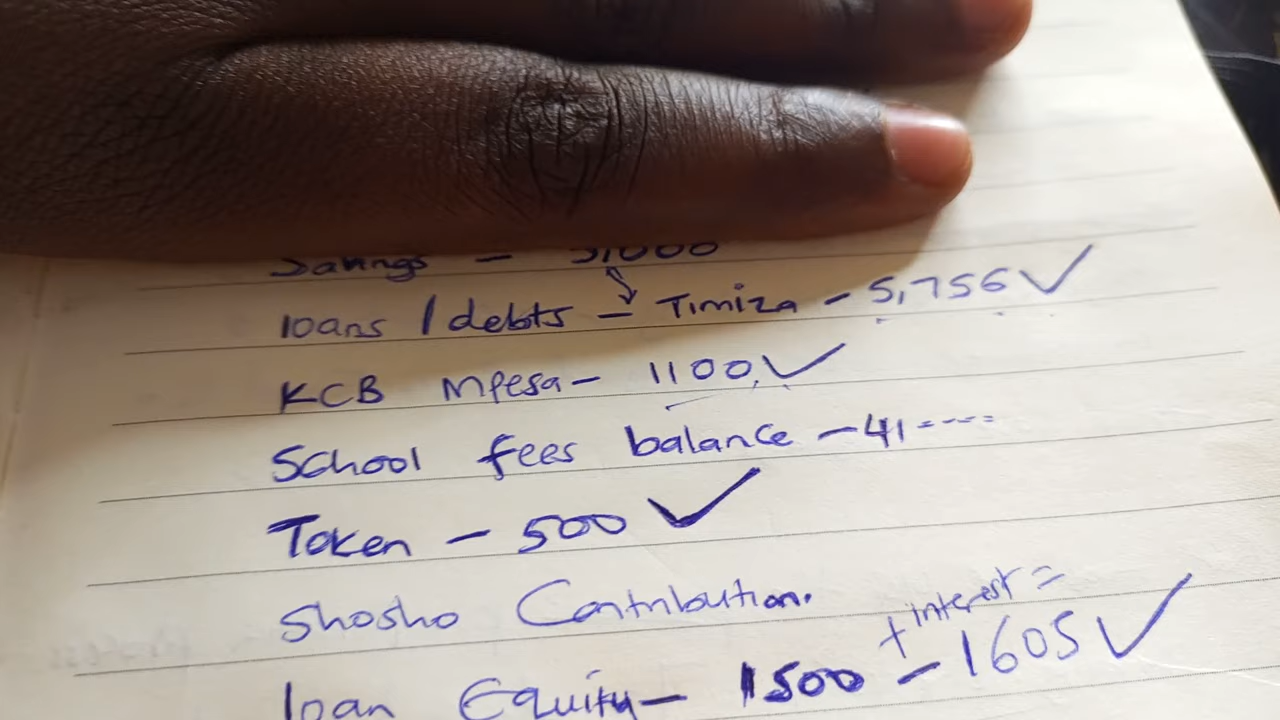 Savings -
loans / debts - Timiza - 5,756 ✓
KCB Mpesa - 1100 ✓
School fees balance - 41 ----
Token - 500 ✓
Shosho Contribution.
+ interest =
loan Equity - 1500 - 1605 ✓